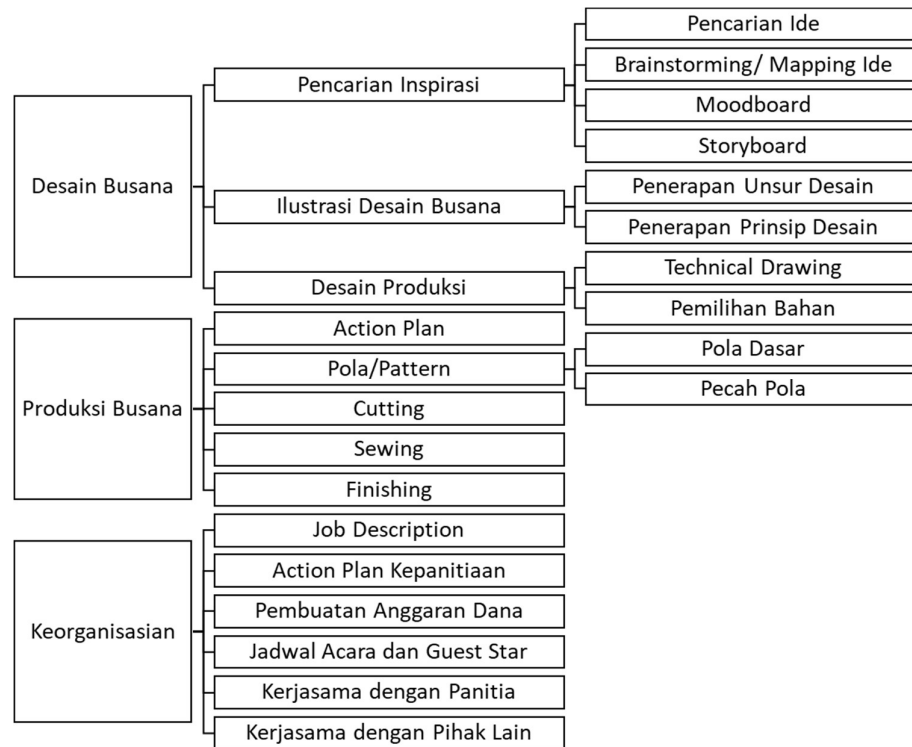 Desain Busana
Pencarian Inspirasi
Pencarian Ide
Brainstorming/ Mapping Ide
Moodboard
Storyboard
Ilustrasi Desain Busana
Penerapan Unsur Desain
Penerapan Prinsip Desain
Desain Produksi
Technical Drawing
Pemilihan Bahan
Produksi Busana
Action Plan
Pola/Pattern
Pola Dasar
Pecah Pola
Cutting
Sewing
Finishing
Keorganisasian
Job Description
Action Plan Kepanitiaan
Pembuatan Anggaran Dana
Jadwal Acara dan Guest Star
Kerjasama dengan Panitia
Kerjasama dengan Pihak Lain